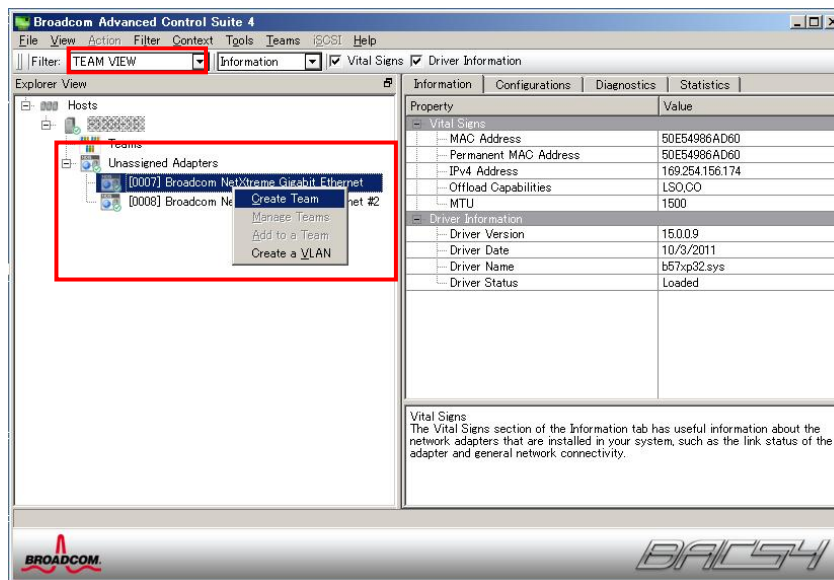 Broadcom Advanced Control Suite 4
File View Action Filter Context Tools Teams iSCSI Help
Filter: TEAM VIEW Information Vital Signs Driver Information
Explorer View
Hosts
Teams
Unassigned Adapters
[0007] Broadcom NetXtreme Gigabit Ethernet
[0008] Broadcom Ne net #2
Create Team
Manage Teams
Add to a Team
Create a VLAN
Information Configurations Diagnostics Statistics
Property Value
Vital Signs
MAC Address 50E54986AD60
Permanent MAC Address 50E54986AD60
IPv4 Address 169.254.156.174
Offload Capabilities LSO,CO
MTU 1500
Driver Information
Driver Version 15.0.0.9
Driver Date 10/3/2011
Driver Name b57xp32.sys
Driver Status Loaded
Vital Signs
The Vital Signs section of the Information tab has useful information about the
network adapters that are installed in your system, such as the link status of the
adapter and general network connectivity.
BROADCOM.
BACS4